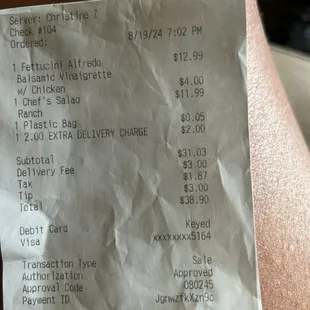 Server: Christine Z
Check #104 8/19/24 7:02 PM
Ordered:
1 Fettucini Alfredo $12.99
Balsamic Vinaigrette
w/ Chicken $4.00
1 Chef's Salad $11.99
Ranch
1 Plastic Bag $0.05
1 2.00 EXTRA DELIVERY CHARGE $2.00
Subtotal $31.03
Delivery Fee $3.00
Tax $1.87
Tip $3.00
Total $38.90
Debit Card Keyed
Visa xxxxxxxx5164
Transaction Type Sale
Authorization Approved
Approval Code 080245
Payment ID JgnwzfkXzn9c